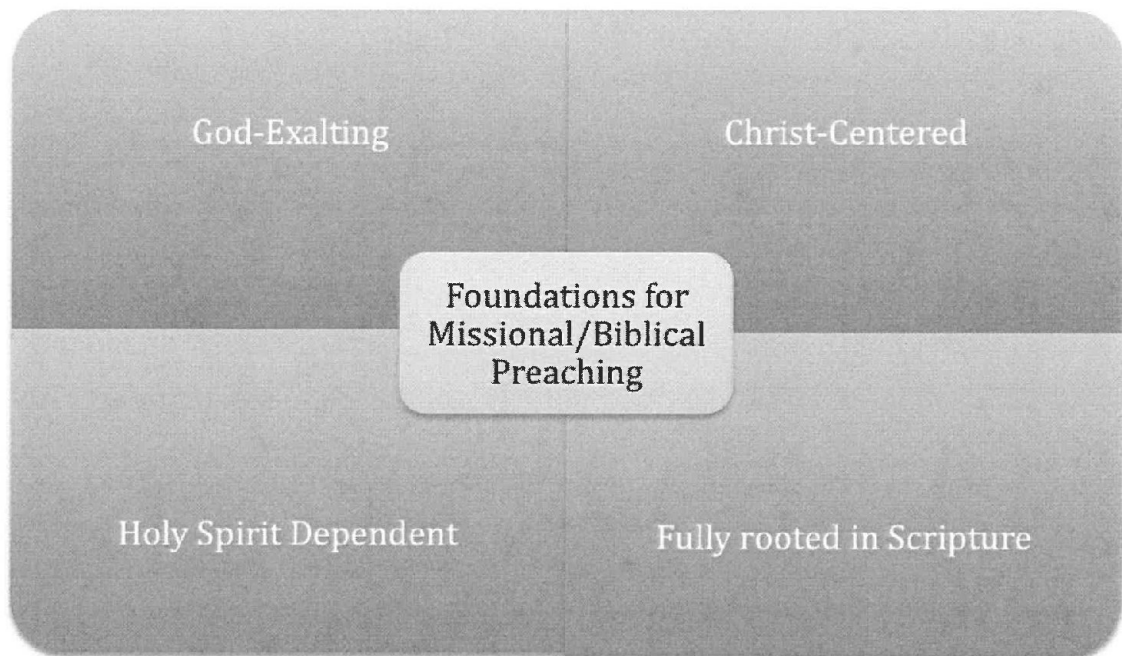 God-Exalting
Christ-Centered
Foundations for
Missional/Biblical
Preaching
Holy Spirit Dependent
Fully rooted in Scripture